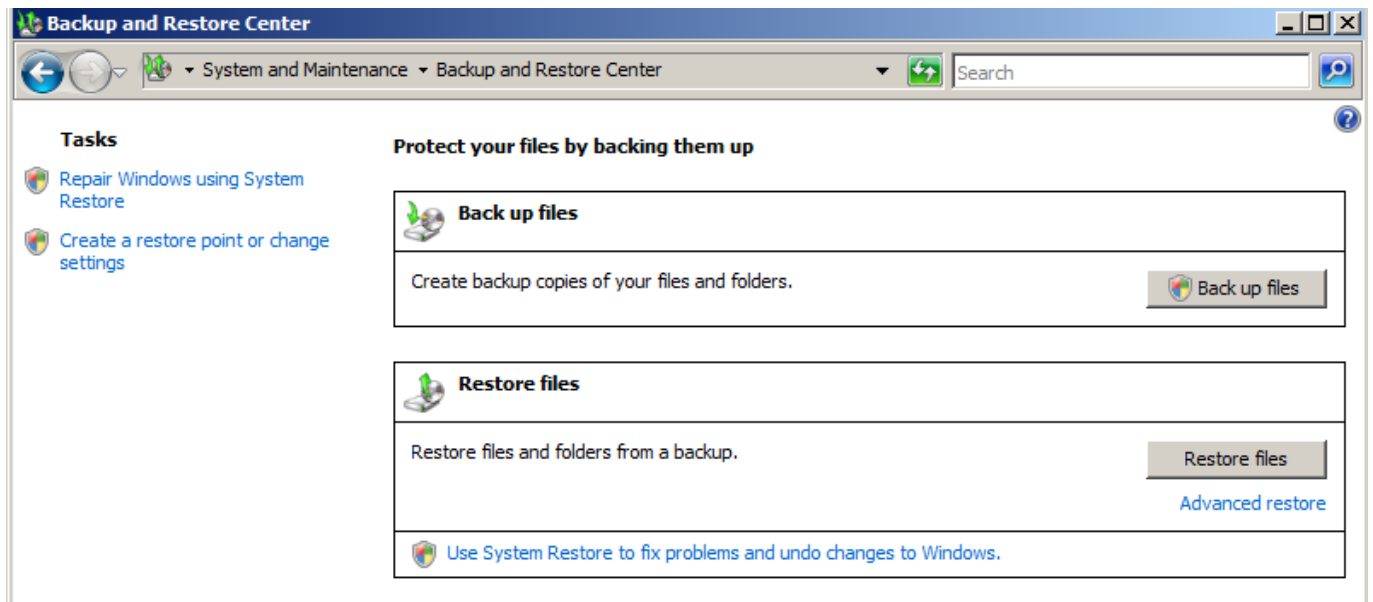 Backup and Restore Center
System and Maintenance Backup and Restore Center
Search
Tasks
Repair Windows using System
Restore
Create a restore point or change
settings
Protect your files by backing them up
Back up files
Create backup copies of your files and folders.
Back up files
Restore files
Restore files and folders from a backup.
Restore files
Advanced restore
Use System Restore to fix problems and undo changes to Windows.